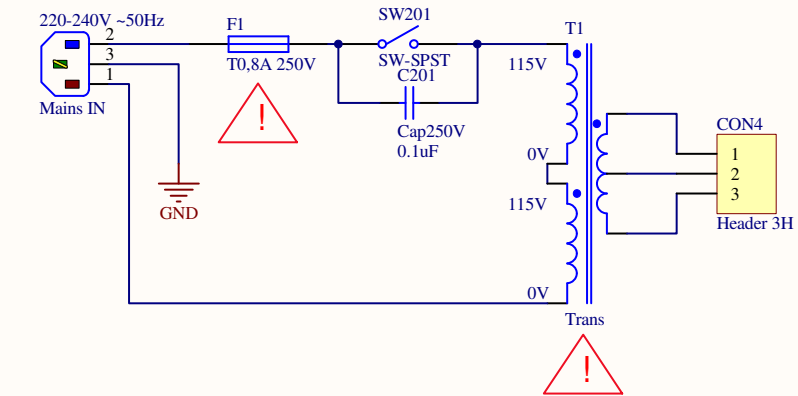 220-240V ~50Hz
2
3
1
Mains IN
F1
T0,8A 250V
!
SW201
SW-SPST
C201
Cap250V
0.1uF
GND
T1
115V
0V
115V
0V
Trans
!
CON4
1
2
3
Header 3H